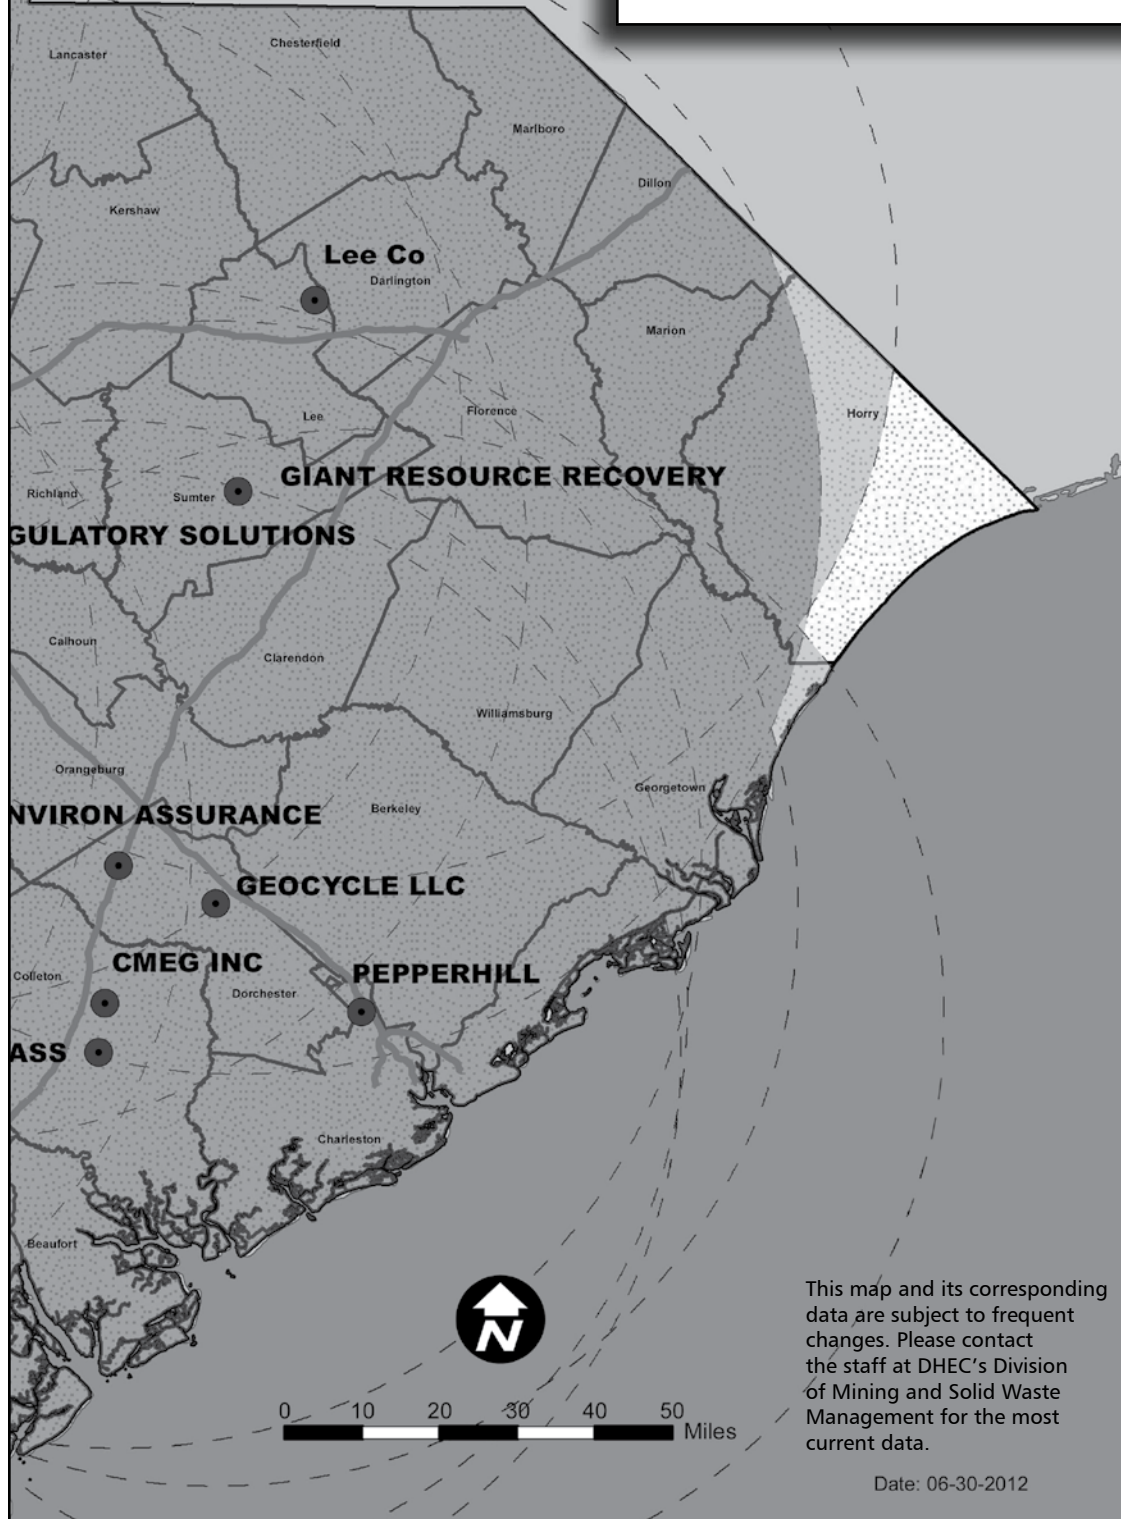 Chesterfield
Lancaster
Marlboro
Dillon
Kershaw
Lee Co
Darlington
Marion
Horry
Lee
Florence
GIANT RESOURCE RECOVERY
Richland
Sumter
GULATORY SOLUTIONS
Calhoun
Clarendon
Williamsburg
Orangeburg
Georgetown
Berkeley
NVIRON ASSURANCE
GEOCYCLE LLC
CMEG INC
PEPPERHILL
Colleton
Dorchester
ASS
Charleston
Beaufort
N
0 10 20 30 40 50
Miles
This map and its corresponding
data are subject to frequent
changes. Please contact
the staff at DHEC's Division
of Mining and Solid Waste
Management for the most
current data.
Date: 06-30-2012